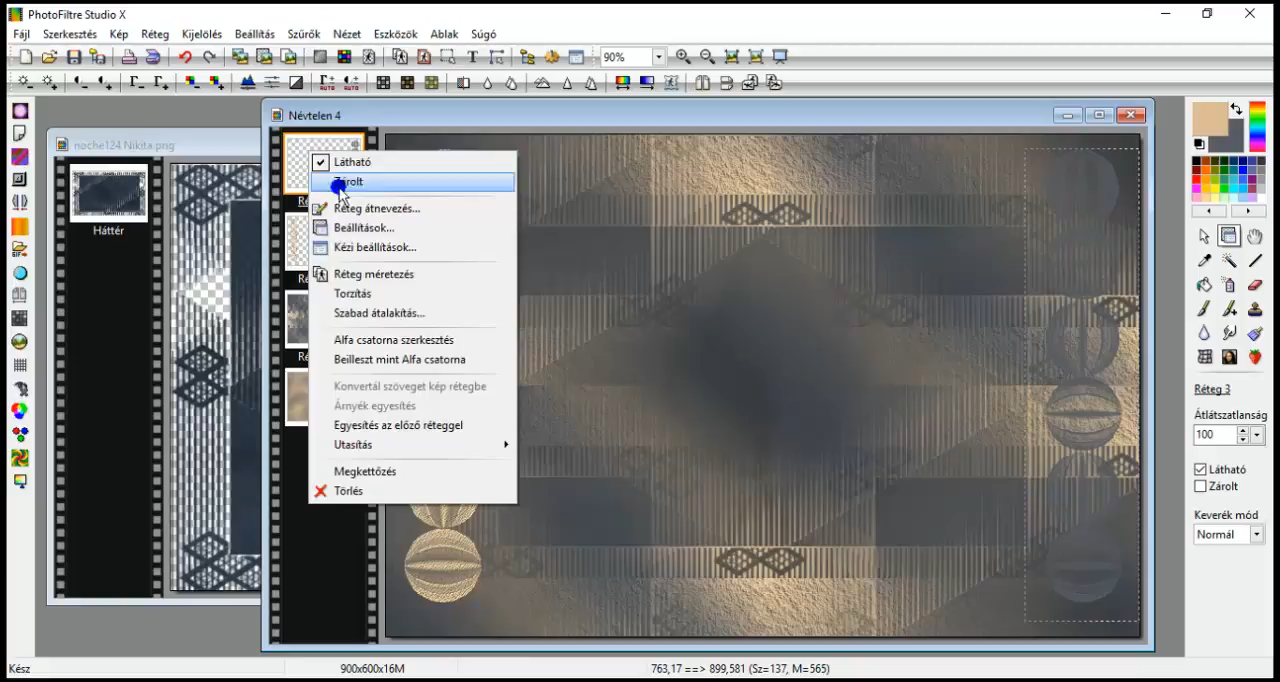 PhotoFiltre Studio X
Fájl Szerkesztés Kép Réteg Kijelölés Beállítás Szűrők Nézet Eszközök Ablak Súgó
90%
AUTO AUTO
noche124 Nikita.png
Háttér
Névtelen 4
Látható
Zárolt
Réteg átnevezés...
Beállítások...
Kézi beállítások...
Réteg méretezés
Torzítás
Szabad átalakítás...
Alfa csatorna szerkesztés
Beilleszt mint Alfa csatorna
Konvertál szöveget kép rétegbe
Árnyék egyesítés
Egyesítés az előző réteggel
Utasítás
Megkettőzés
Törlés
Réteg 3
Átlátszatlanság
100
Látható
Zárolt
Keverék mód
Normál
Kész 900x600x16M 763,17 ==> 899,581 (Sz=137, M=565)